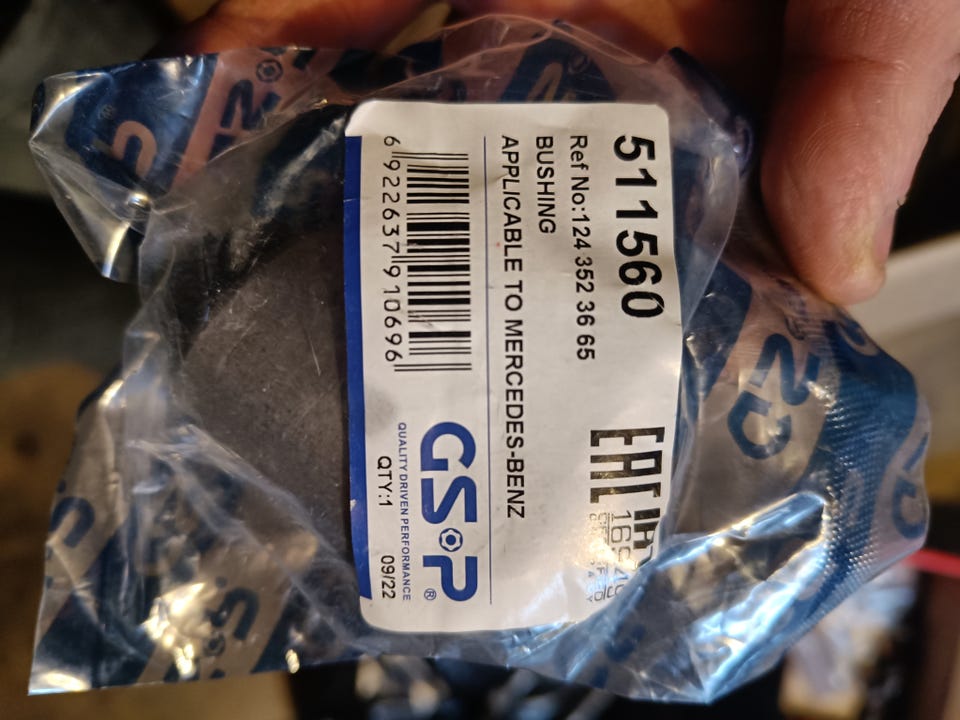 511560
Ref No:124 352 36 65
BUSHING
APPLICABLE TO MERCEDES-BENZ
EAC
6 922637 910696
GSP®
QUALITY DRIVEN PERFORMANCE
QTY:1 09/22